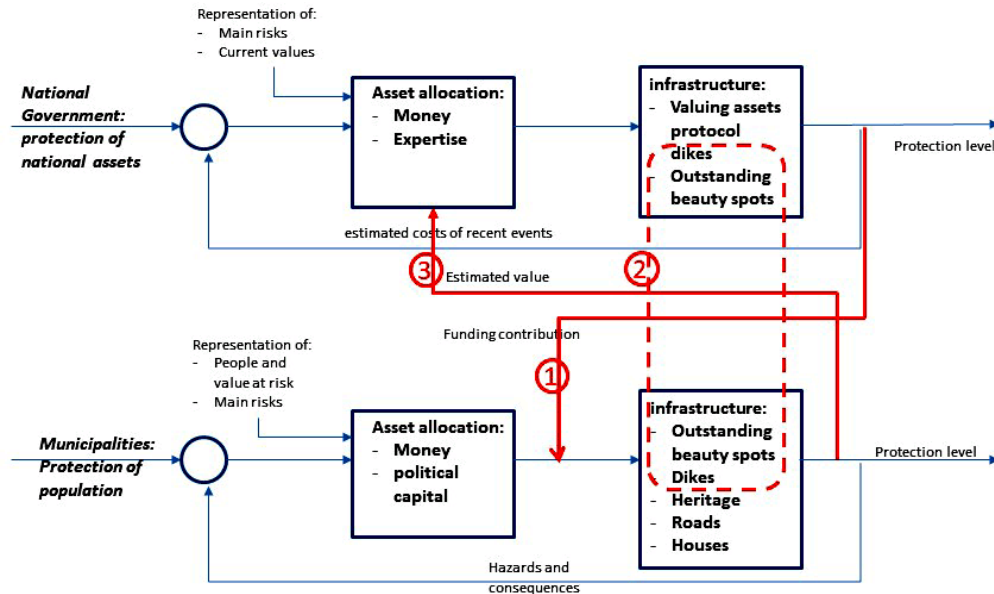 Representation of:
- Main risks
- Current values
National
Government:
protection of
national assets
Asset allocation:
- Money
- Expertise
infrastructure:
- Valuing assets
protocol
dikes
- Outstanding
beauty spots
Protection level
estimated costs of recent events
③
Estimated value
②
Funding contribution
①
Representation of:
- People and
value at risk
- Main risks
Municipalities:
Protection of
population
Asset allocation:
- Money
- political
capital
infrastructure:
- Outstanding
beauty spots
- Dikes
- Heritage
- Roads
- Houses
Protection level
Hazards and
consequences